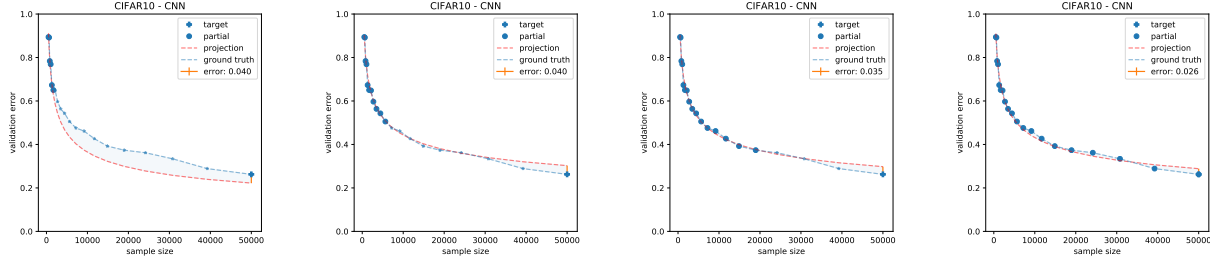 CIFAR10 - CNN
validation error
1.0
0.8
0.6
0.4
0.2
0.0
target
partial
projection
ground truth
error: 0.040
0 10000 20000 30000 40000 50000
sample size
CIFAR10 - CNN
validation error
1.0
0.8
0.6
0.4
0.2
0.0
target
partial
projection
ground truth
error: 0.040
0 10000 20000 30000 40000 50000
sample size
CIFAR10 - CNN
validation error
1.0
0.8
0.6
0.4
0.2
0.0
target
partial
projection
ground truth
error: 0.035
0 10000 20000 30000 40000 50000
sample size
CIFAR10 - CNN
validation error
1.0
0.8
0.6
0.4
0.2
0.0
target
partial
projection
ground truth
error: 0.026
0 10000 20000 30000 40000 50000
sample size